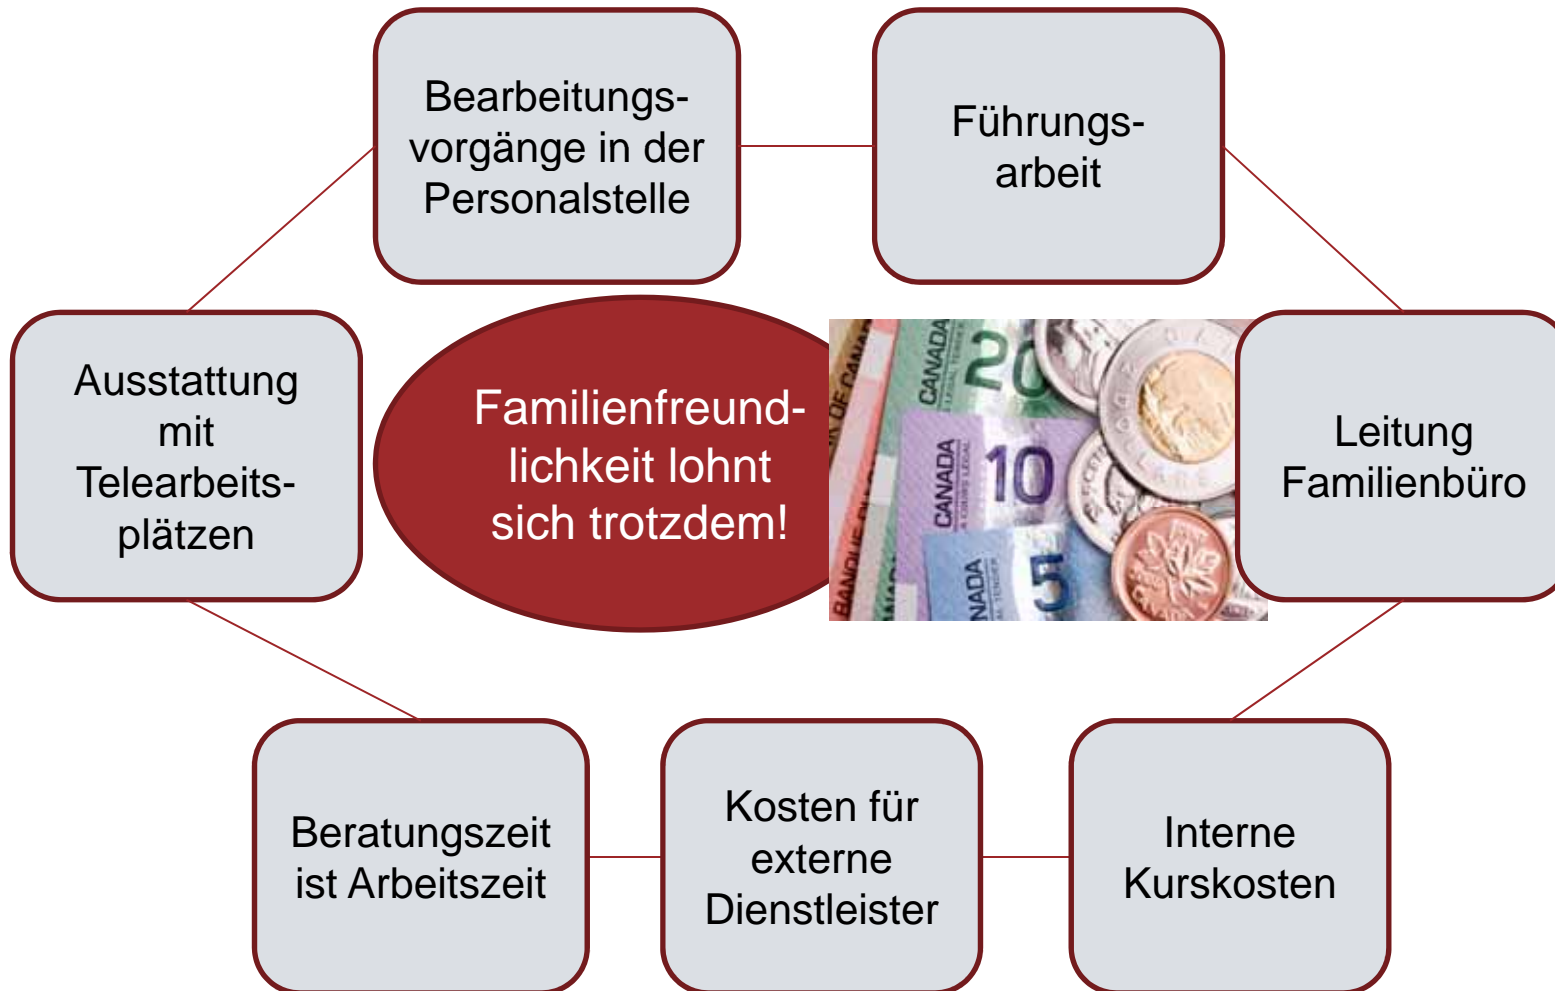 Bearbeitungs-
vorgänge in der
Personalstelle
Führungs-
arbeit
Ausstattung
mit
Telearbeits-
plätzen
Familienfreund-
lichkeit lohnt
sich trotzdem!
CANADA
20
CANADA
10
CANADA
5
Leitung
Familienbüro
Beratungszeit
ist Arbeitszeit
Kosten für
externe
Dienstleister
Interne
Kurskosten